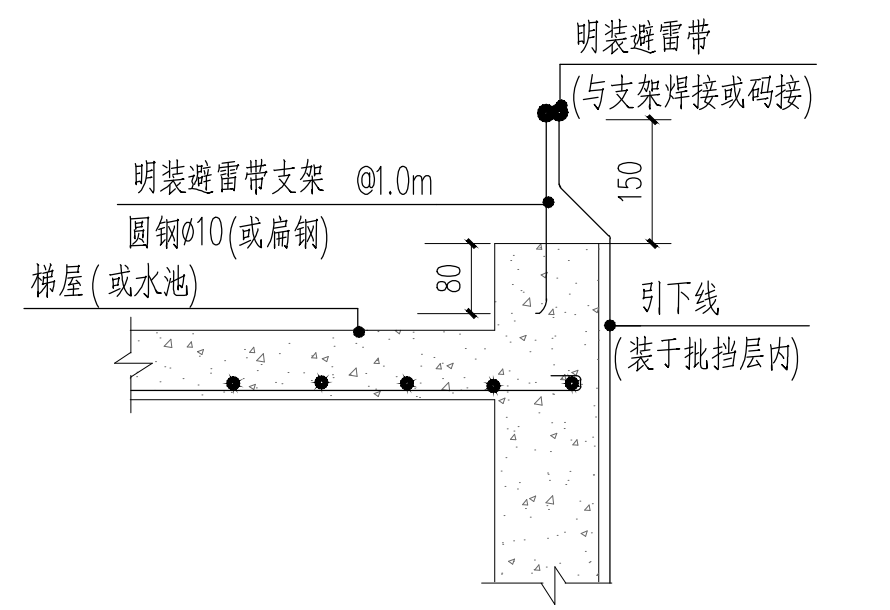 明装避雷带
(与支架焊接或码接)
150
明装避雷带支架 @1.0m
圆钢ø10(或扁钢)
80
梯屋(或水池)
引下线
(装于批挡层内)